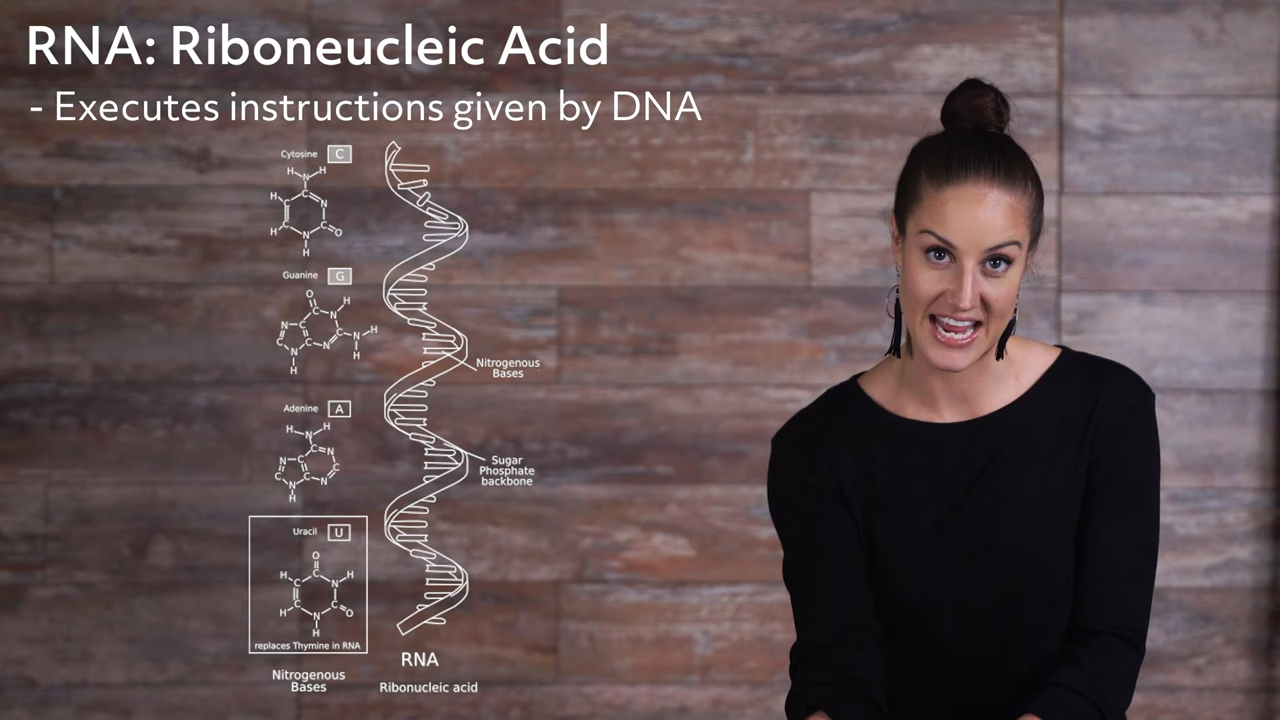 RNA: Riboneucleic Acid
- Executes instructions given by DNA
Cytosine C
H H
N
H C
C N
C C
H N O
H
Guanine G
O
H
C N
N C
C C C H
N N N
H H
Adenine A
H H
N
C
N C N
C C C
N N
H
Uracil U
O
H C H
C N
C C
H N O
H
replaces Thymine in RNA
Nitrogenous
Bases
Nitrogenous
Bases
Sugar
Phosphate
backbone
RNA
Ribonucleic acid